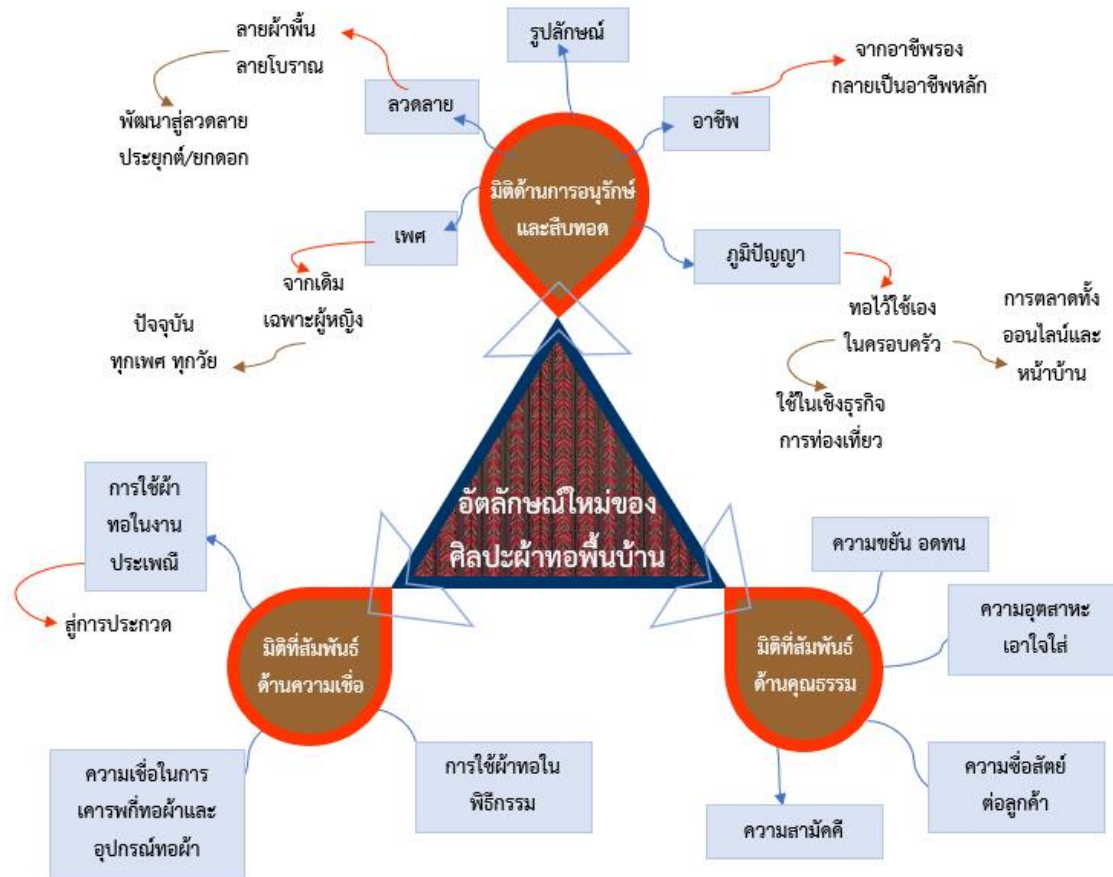 รูปลักษณ์
ลายผ้าพื้น
ลายโบราณ
ลวดลาย
พัฒนาสู่ลวดลาย
ประยุกต์/ยกดอก
จากอาชีพรอง
กลายเป็นอาชีพหลัก
อาชีพ
มิติด้านการอนุรักษ์
และสืบทอด
เพศ
จากเดิม
เฉพาะผู้หญิง
ปัจจุบัน
ทุกเพศ ทุกวัย
ภูมิปัญญา
ทอไว้ใช้เอง
ในครอบครัว
การตลาดทั้ง
ออนไลน์และ
หน้าบ้าน
ใช้ในเชิงธุรกิจ
การท่องเที่ยว
อัตลักษณ์ใหม่ของ
ศิลปะผ้าทอพื้นบ้าน
การใช้ผ้า
ทอในงาน
ประเพณี
สู่การประกวด
มิติที่สัมพันธ์
ด้านความเชื่อ
ความเชื่อในการ
เคารพกี่ทอผ้าและ
อุปกรณ์ทอผ้า
การใช้ผ้าทอใน
พิธีกรรม
มิติที่สัมพันธ์
ด้านคุณธรรม
ความขยัน อดทน
ความอุตสาหะ
เอาใจใส่
ความซื่อสัตย์
ต่อลูกค้า
ความสามัคคี